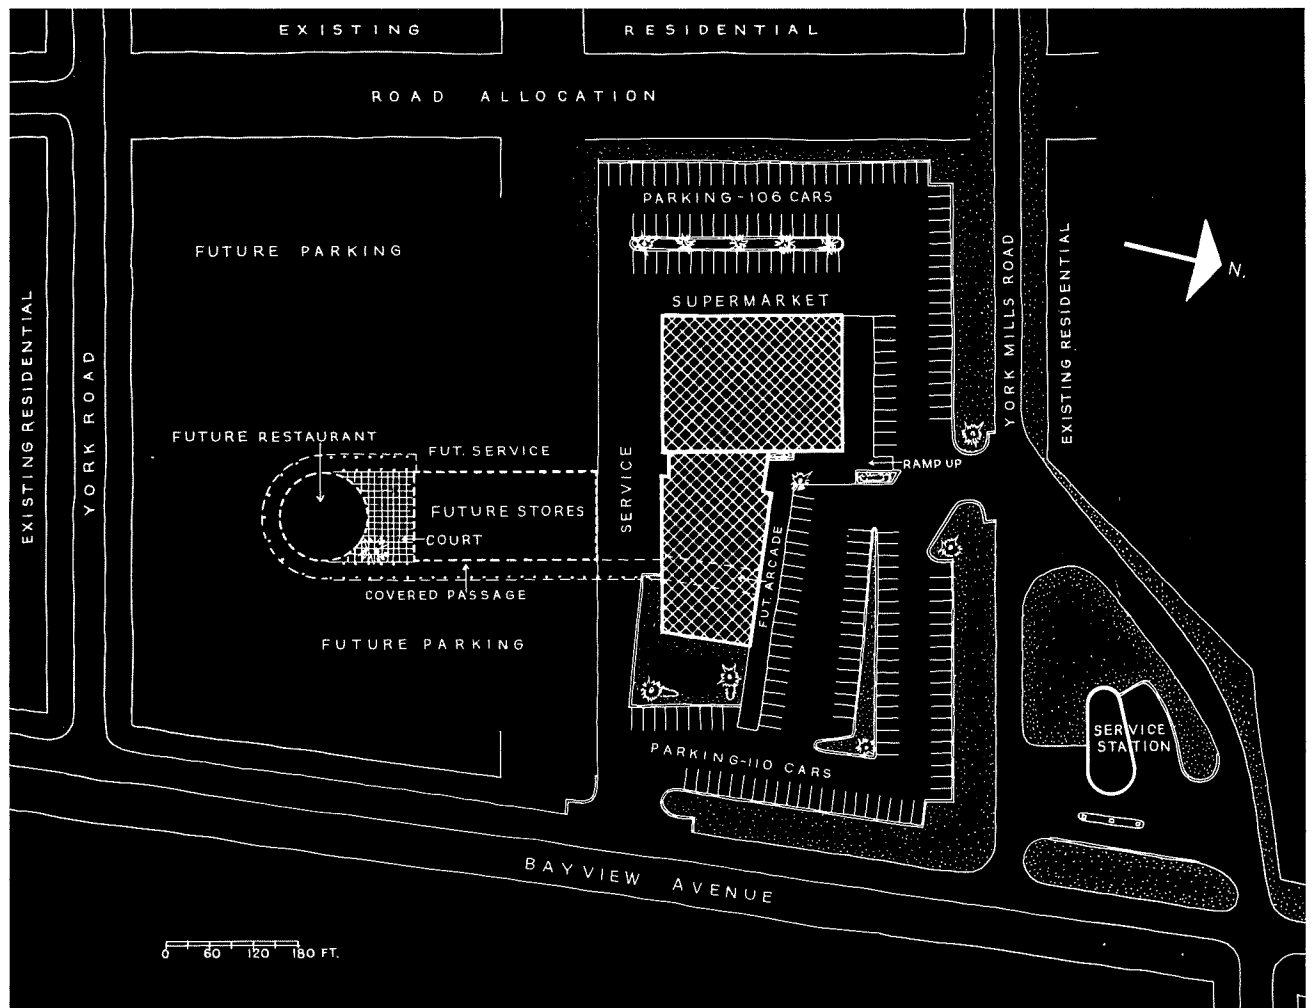 EXISTING RESIDENTIAL
ROAD ALLOCATION
PARKING-106 CARS
FUTURE PARKING
N.
SUPERMARKET
EXISTING RESIDENTIAL
YORK ROAD
YORK MILLS ROAD
EXISTING RESIDENTIAL
FUTURE RESTAURANT
FUT. SERVICE
SERVICE
RAMP UP
FUTURE STORES
COURT
FUT. ARCADE
COVERED PASSAGE
FUTURE PARKING
SERVICE
STATION
PARKING-110 CARS
BAYVIEW AVENUE
0 60 120 180 FT.